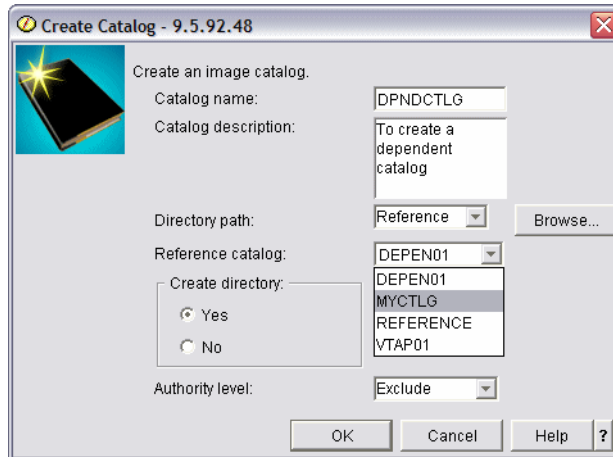 Create Catalog - 9.5.92.48
Create an image catalog.
Catalog name:
DPNDCTLG
Catalog description:
To create a
dependent
catalog
Directory path:
Reference
Browse...
Reference catalog:
DEPEN01
DEPEN01
MYCTLG
REFERENCE
VTAP01
Create directory:
Yes
No
Authority level:
Exclude
OK
Cancel
Help
?